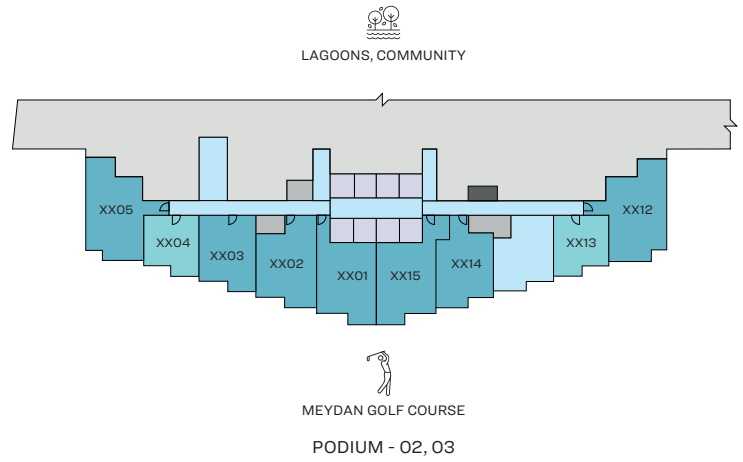 LAGOONS, COMMUNITY
XX05
XX04
XX03
XX02
XX01
XX15
XX14
XX13
XX12
MEYDAN GOLF COURSE
PODIUM - 02, 03